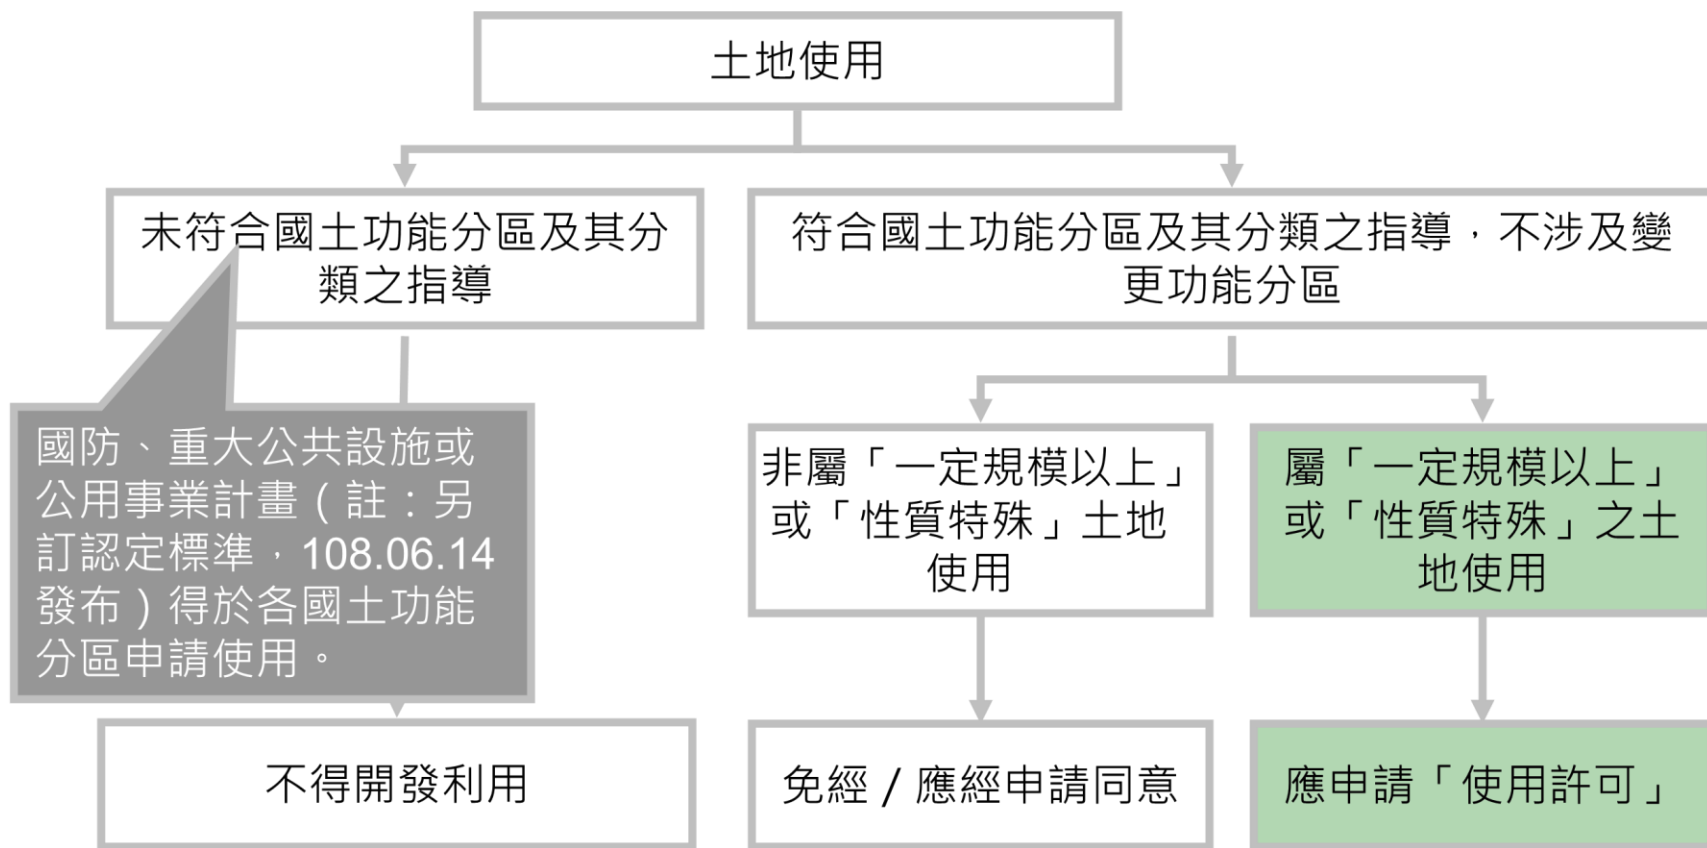 土地使用
未符合國土功能分區及其分
類之指導
符合國土功能分區及其分類之指導，不涉及變
更功能分區
國防、重大公共設施或
公用事業計畫（註：另
訂認定標準，108.06.14
發布）得於各國土功能
分區申請使用。
非屬「一定規模以上」
或「性質特殊」土地
使用
屬「一定規模以上」
或「性質特殊」之土
地使用
不得開發利用
免經 / 應經申請同意
應申請「使用許可」